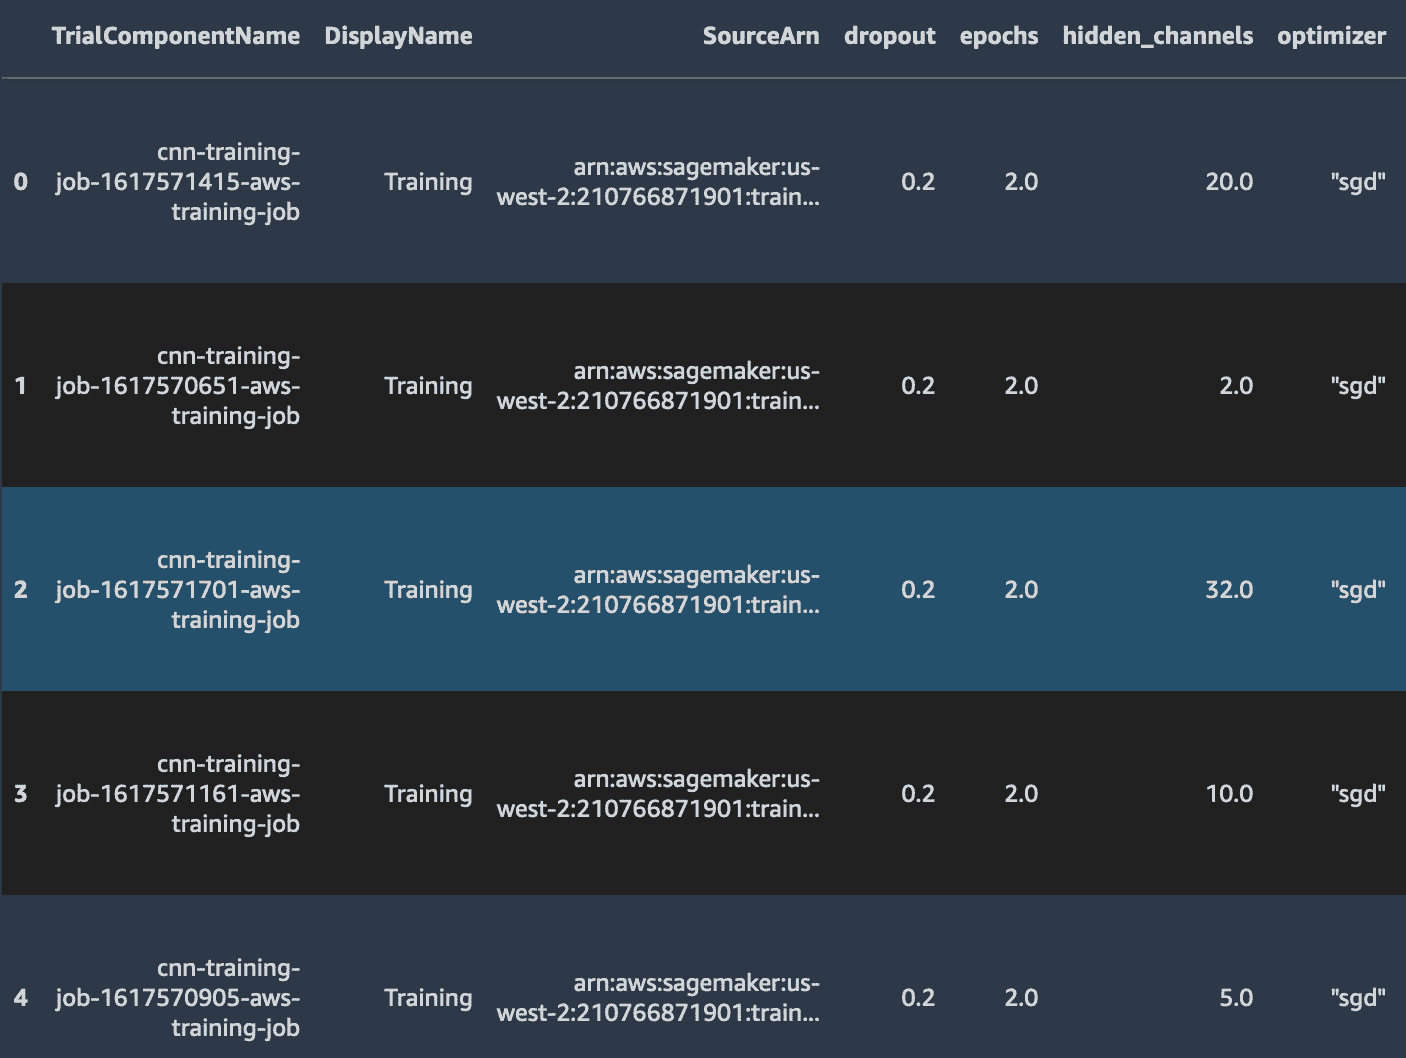 TrialComponentName DisplayName SourceArn dropout epochs hidden_channels optimizer
cnn-training-
0 job-1617571415-aws- Training arn:aws:sagemaker:us- 0.2 2.0 20.0 "sgd"
west-2:210766871901:train...
training-job
cnn-training-
1 job-1617570651-aws- Training arn:aws:sagemaker:us- 0.2 2.0 2.0 "sgd"
west-2:210766871901:train...
training-job
cnn-training-
2 job-1617571701-aws- Training arn:aws:sagemaker:us- 0.2 2.0 32.0 "sgd"
west-2:210766871901:train...
training-job
cnn-training-
3 job-1617571161-aws- Training arn:aws:sagemaker:us- 0.2 2.0 10.0 "sgd"
west-2:210766871901:train...
training-job
cnn-training-
4 job-1617570905-aws- Training arn:aws:sagemaker:us- 0.2 2.0 5.0 "sgd"
west-2:210766871901:train...
training-job